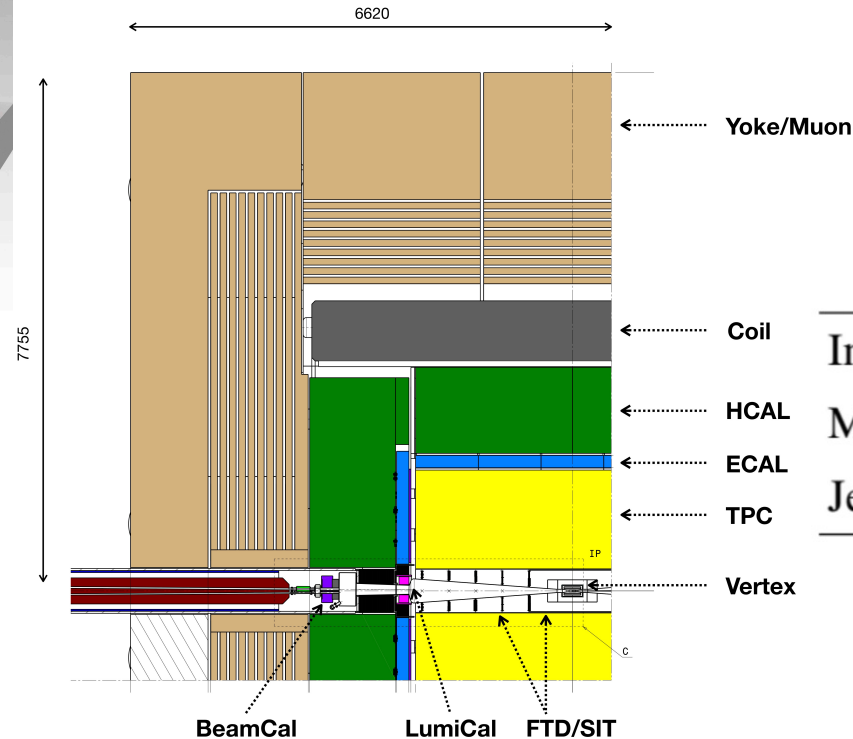 6620
7755
Yoke/Muon
Coil
HCAL
ECAL
TPC
IP
Vertex
C
BeamCal
LumiCal
FTD/SIT